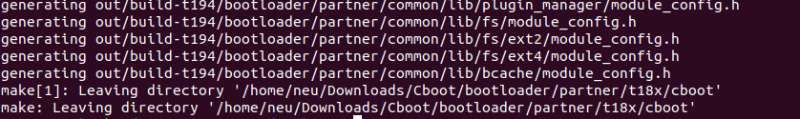 generating out/build-t194/bootloader/partner/common/lib/plugin_manager/module_config.h
generating out/build-t194/bootloader/partner/common/lib/fs/module_config.h
generating out/build-t194/bootloader/partner/common/lib/fs/ext2/module_config.h
generating out/build-t194/bootloader/partner/common/lib/fs/ext4/module_config.h
generating out/build-t194/bootloader/partner/common/lib/bcache/module_config.h
make[1]: Leaving directory '/home/neu/Downloads/Cboot/bootloader/partner/t18x/cboot'
make: Leaving directory '/home/neu/Downloads/Cboot/bootloader/partner/t18x/cboot'